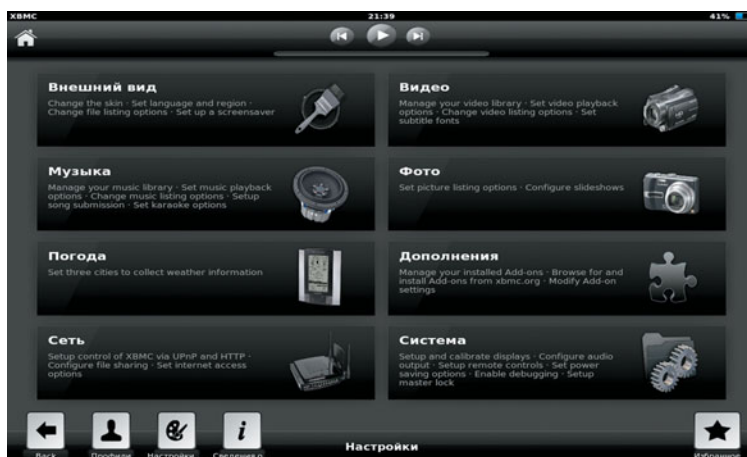 XBMC
21:39
41%
Внешний вид
Change the skin · Set language and region ·
Change file listing options · Set up a screensaver
Видео
Manage your video library · Set video playback
options · Change video listing options · Set
subtitle fonts
Музыка
Manage your music library · Set music playback
options · Change music listing options · Setup
song submission · Set karaoke options
Фото
Set picture listing options · Configure slideshows
Погода
Set three cities to collect weather information
Дополнения
Manage your installed Add-ons · Browse for and
install Add-ons from xbmc.org · Modify Add-on
settings
Сеть
Setup control of XBMC via UPnP and HTTP ·
Configure file sharing · Set internet access
options
Система
Setup and calibrate displays · Configure audio
output · Setup remote controls · Set power
saving options · Enable debugging · Setup
master lock
Back
Профили
Настройки
Сведения о
Настройки
Избранное